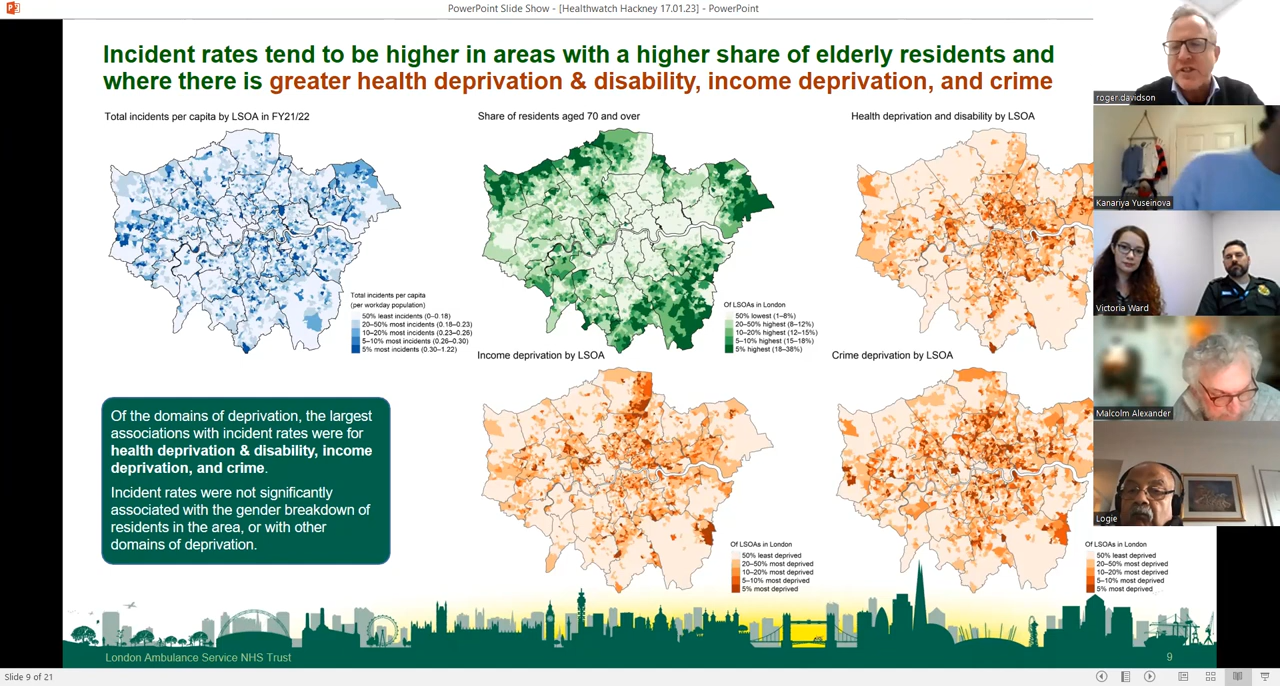 PowerPoint Slide Show - [Healthwatch Hackney 17.01.23] - PowerPoint
Incident rates tend to be higher in areas with a higher share of elderly residents and
where there is greater health deprivation & disability, income deprivation, and crime
Total incidents per capita by LSOA in FY21/22
Total incidents per capita
(per workday population)
50% least incidents (0–0.18)
20–50% most incidents (0.18–0.23)
10–20% most incidents (0.23–0.26)
5–10% most incidents (0.26–0.30)
5% most incidents (0.30–1.22)
Share of residents aged 70 and over
Of LSOAs in London
50% lowest (1–8%)
20–50% highest (8–12%)
10–20% highest (12–15%)
5–10% highest (15–18%)
5% highest (18–38%)
Health deprivation and disability by LSOA
Income deprivation by LSOA
Of LSOAs in London
50% least deprived
20–50% most deprived
10–20% most deprived
5–10% most deprived
5% most deprived
Crime deprivation by LSOA
Of LSOAs in London
50% least deprived
20–50% most deprived
10–20% most deprived
5–10% most deprived
5% most deprived
Of the domains of deprivation, the largest
associations with incident rates were for
health deprivation & disability, income
deprivation, and crime.
Incident rates were not significantly
associated with the gender breakdown of
residents in the area, or with other
domains of deprivation.
London Ambulance Service NHS Trust
9
roger.davidson
Kanariya Yuseinova
Victoria Ward
Malcolm Alexander
Logie
Slide 9 of 21